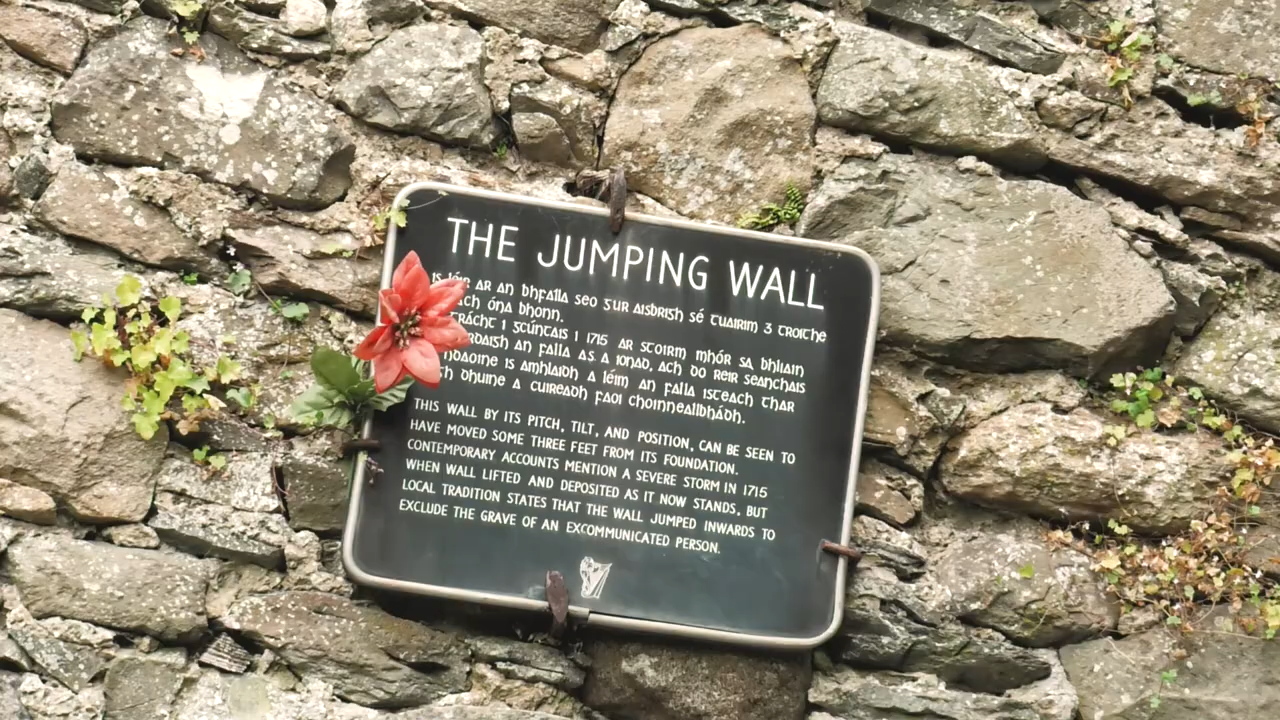 THE JUMPING WALL
IS léir AR AN bhfalla seo gur aisbrish sé tuairim 3 troithe
ach óna bhonn.
trácht i gcúntais i 1715 ar stoirm mhór sa bhliain
an falla as a ionad, ach do réir seanchais
is amhlaidh a léim an falla isteach thar
dhuine a cuireadh faoi choinneallbhádh.
THIS WALL BY ITS PITCH, TILT, AND POSITION, CAN BE SEEN TO
HAVE MOVED SOME THREE FEET FROM ITS FOUNDATION.
CONTEMPORARY ACCOUNTS MENTION A SEVERE STORM IN 1715
WHEN WALL LIFTED AND DEPOSITED AS IT NOW STANDS, BUT
LOCAL TRADITION STATES THAT THE WALL JUMPED INWARDS TO
EXCLUDE THE GRAVE OF AN EXCOMMUNICATED PERSON.